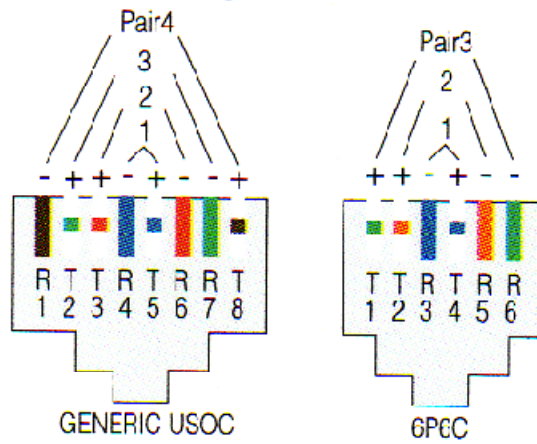 Pair4
3
2
1
- + + - + - - +
R T T R T R R T
1 2 3 4 5 6 7 8
GENERIC USOC
Pair3
2
1
+ + - + - -
T T R T R R
1 2 3 4 5 6
6P6C